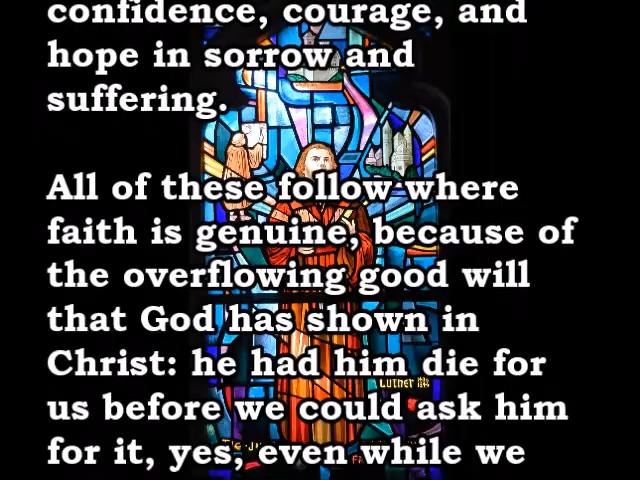 confidence, courage, and
hope in sorrow and
suffering.
All of these follow where
faith is genuine, because of
the overflowing good will
that God has shown in
Christ: he had him die for
Luther
us before we could ask him
for it, yes, even while we